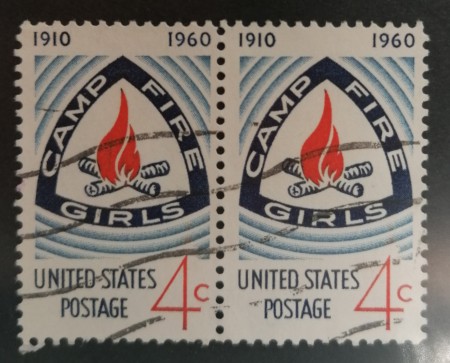 1910 1960
CAMP FIRE
GIRLS
UNITED STATES
POSTAGE
4c
1910 1960
CAMP FIRE
GIRLS
UNITED STATES
POSTAGE
4c